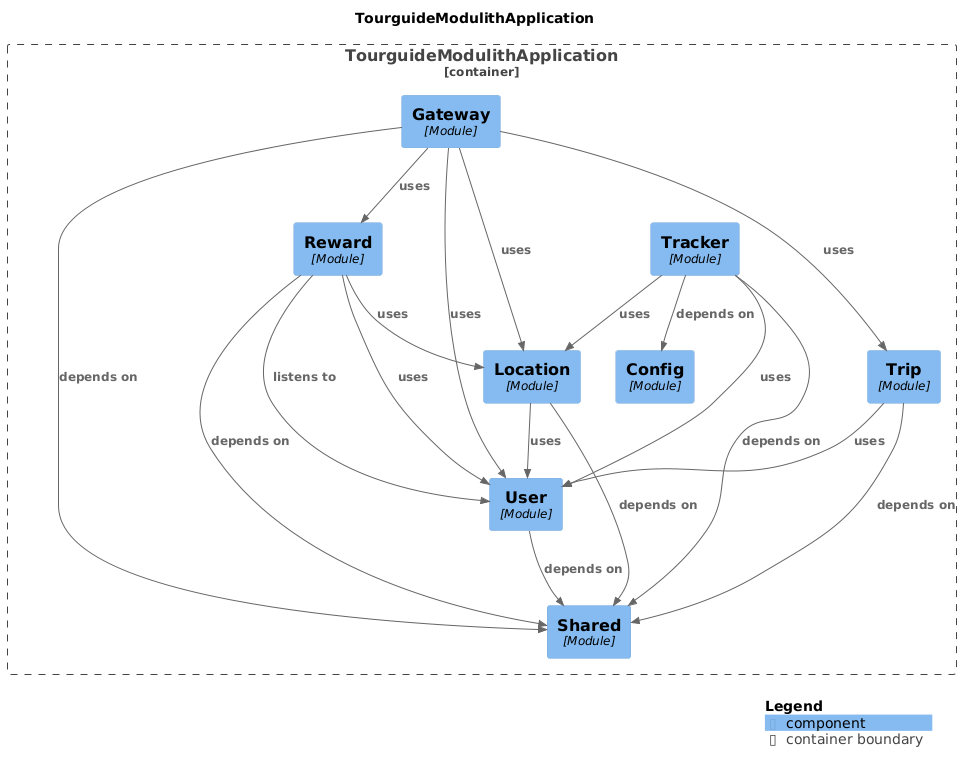 TourguideModulithApplication
TourguideModulithApplication
[container]
Gateway
[Module]
uses
Reward
[Module]
Tracker
[Module]
uses
uses
uses
uses
uses
depends on
depends on
listens to
uses
uses
Location
[Module]
Config
[Module]
Trip
[Module]
depends on
uses
depends on
uses
User
[Module]
depends on
depends on
depends on
Shared
[Module]
Legend
component
container boundary